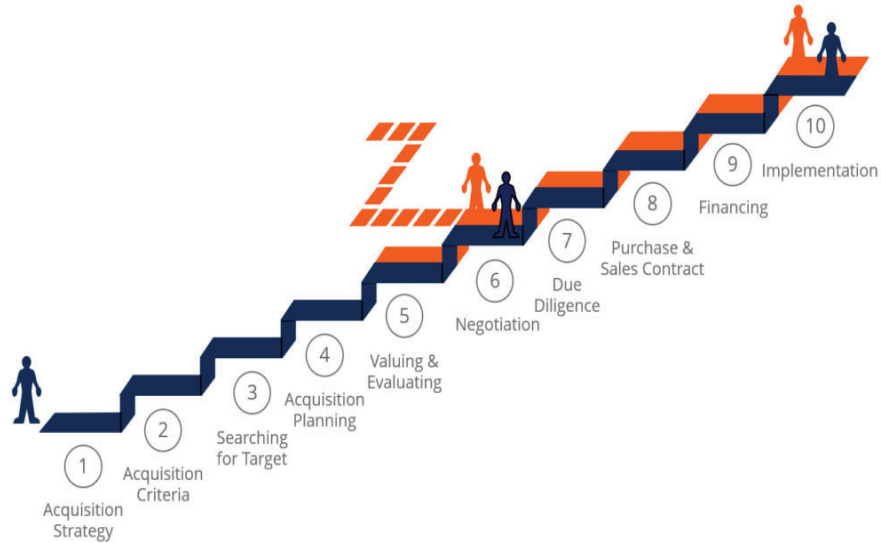 1
Acquisition
Strategy
2
Acquisition
Criteria
3
Searching
for Target
4
Acquisition
Planning
5
Valuing &
Evaluating
6
Negotiation
7
Due
Diligence
8
Purchase &
Sales Contract
9
Financing
10
Implementation